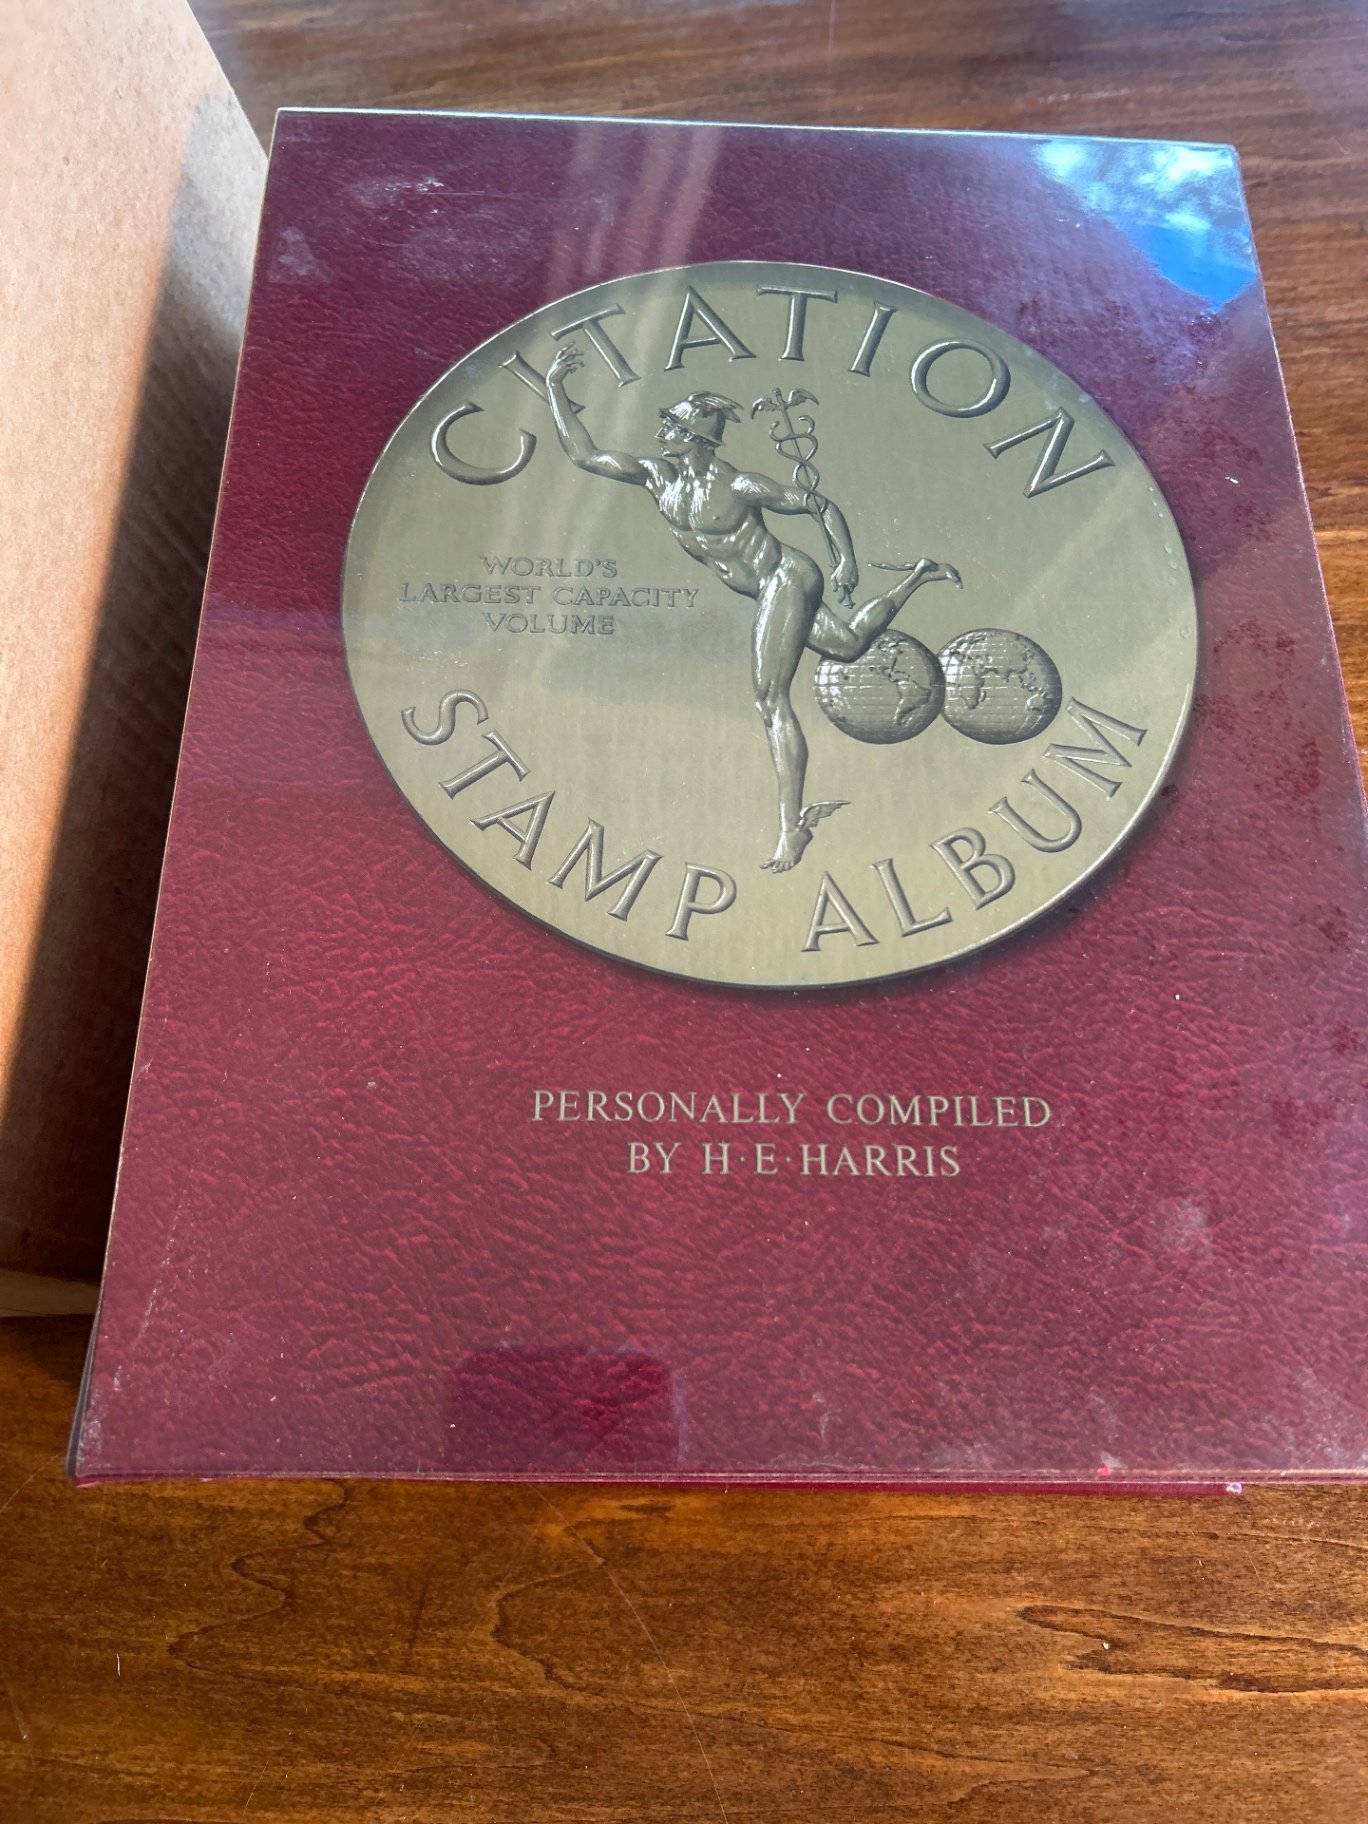 CITATION
WORLD'S
LARGEST CAPACITY
VOLUME
STAMP ALBUM
PERSONALLY COMPILED
BY H·E·HARRIS